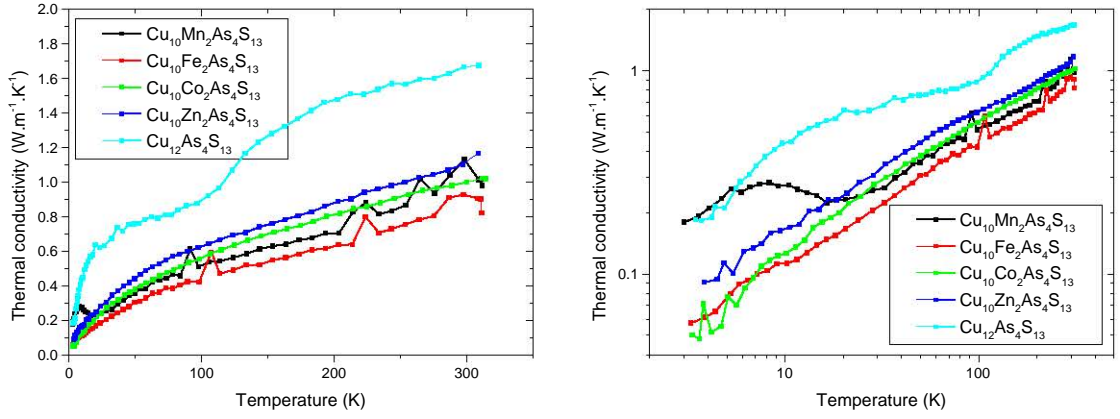 2.0
1.8
1.6
1.4
1.2
1.0
0.8
0.6
0.4
0.2
0.0
Thermal conductivity (W.m⁻¹.K⁻¹)
Cu₁₀Mn₂As₄S₁₃
Cu₁₀Fe₂As₄S₁₃
Cu₁₀Co₂As₄S₁₃
Cu₁₀Zn₂As₄S₁₃
Cu₁₂As₄S₁₃
0 100 200 300
Temperature (K)
1
0.1
Thermal conductivity (W.m⁻¹.K⁻¹)
Cu₁₀Mn₂As₄S₁₃
Cu₁₀Fe₂As₄S₁₃
Cu₁₀Co₂As₄S₁₃
Cu₁₀Zn₂As₄S₁₃
Cu₁₂As₄S₁₃
10 100
Temperature (K)